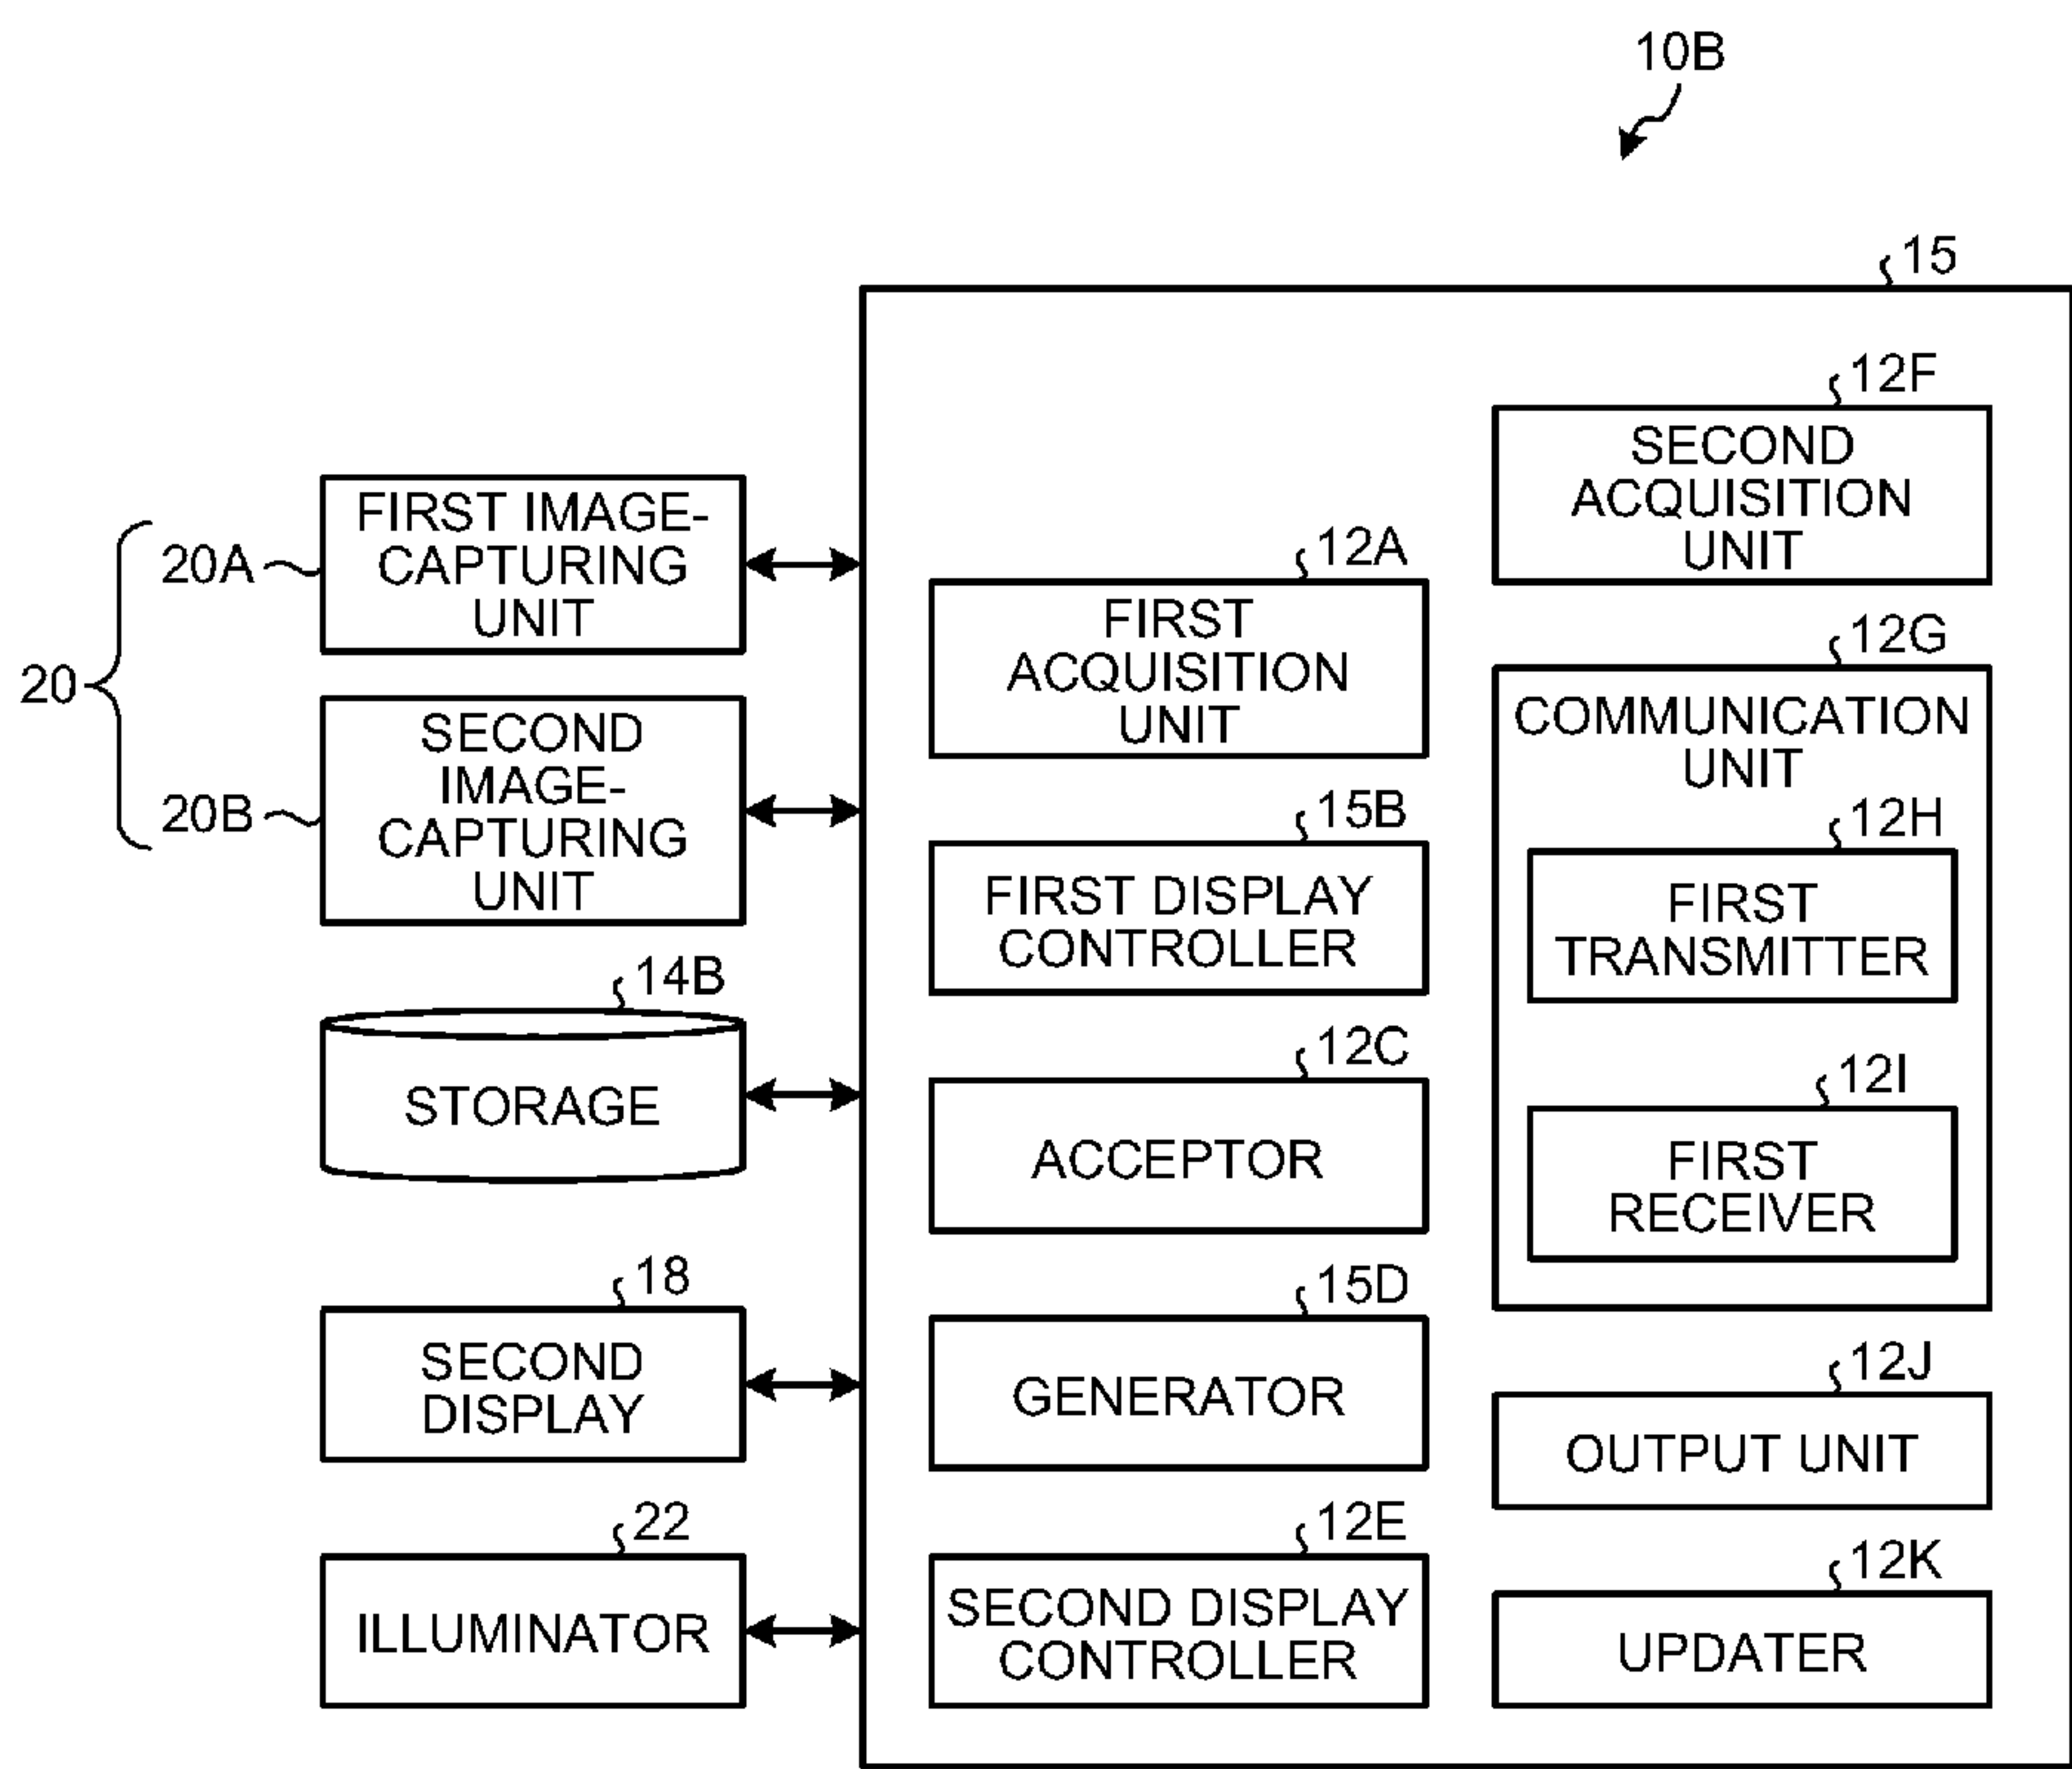 10B
15
12F
SECOND
ACQUISITION
UNIT
20
20A
FIRST IMAGE-
CAPTURING
UNIT
12A
FIRST
ACQUISITION
UNIT
12G
COMMUNICATION
UNIT
20B
SECOND
IMAGE-
CAPTURING
UNIT
15B
FIRST DISPLAY
CONTROLLER
12H
FIRST
TRANSMITTER
14B
STORAGE
12C
ACCEPTOR
12I
FIRST
RECEIVER
18
SECOND
DISPLAY
15D
GENERATOR
12J
OUTPUT UNIT
22
ILLUMINATOR
12E
SECOND DISPLAY
CONTROLLER
12K
UPDATER